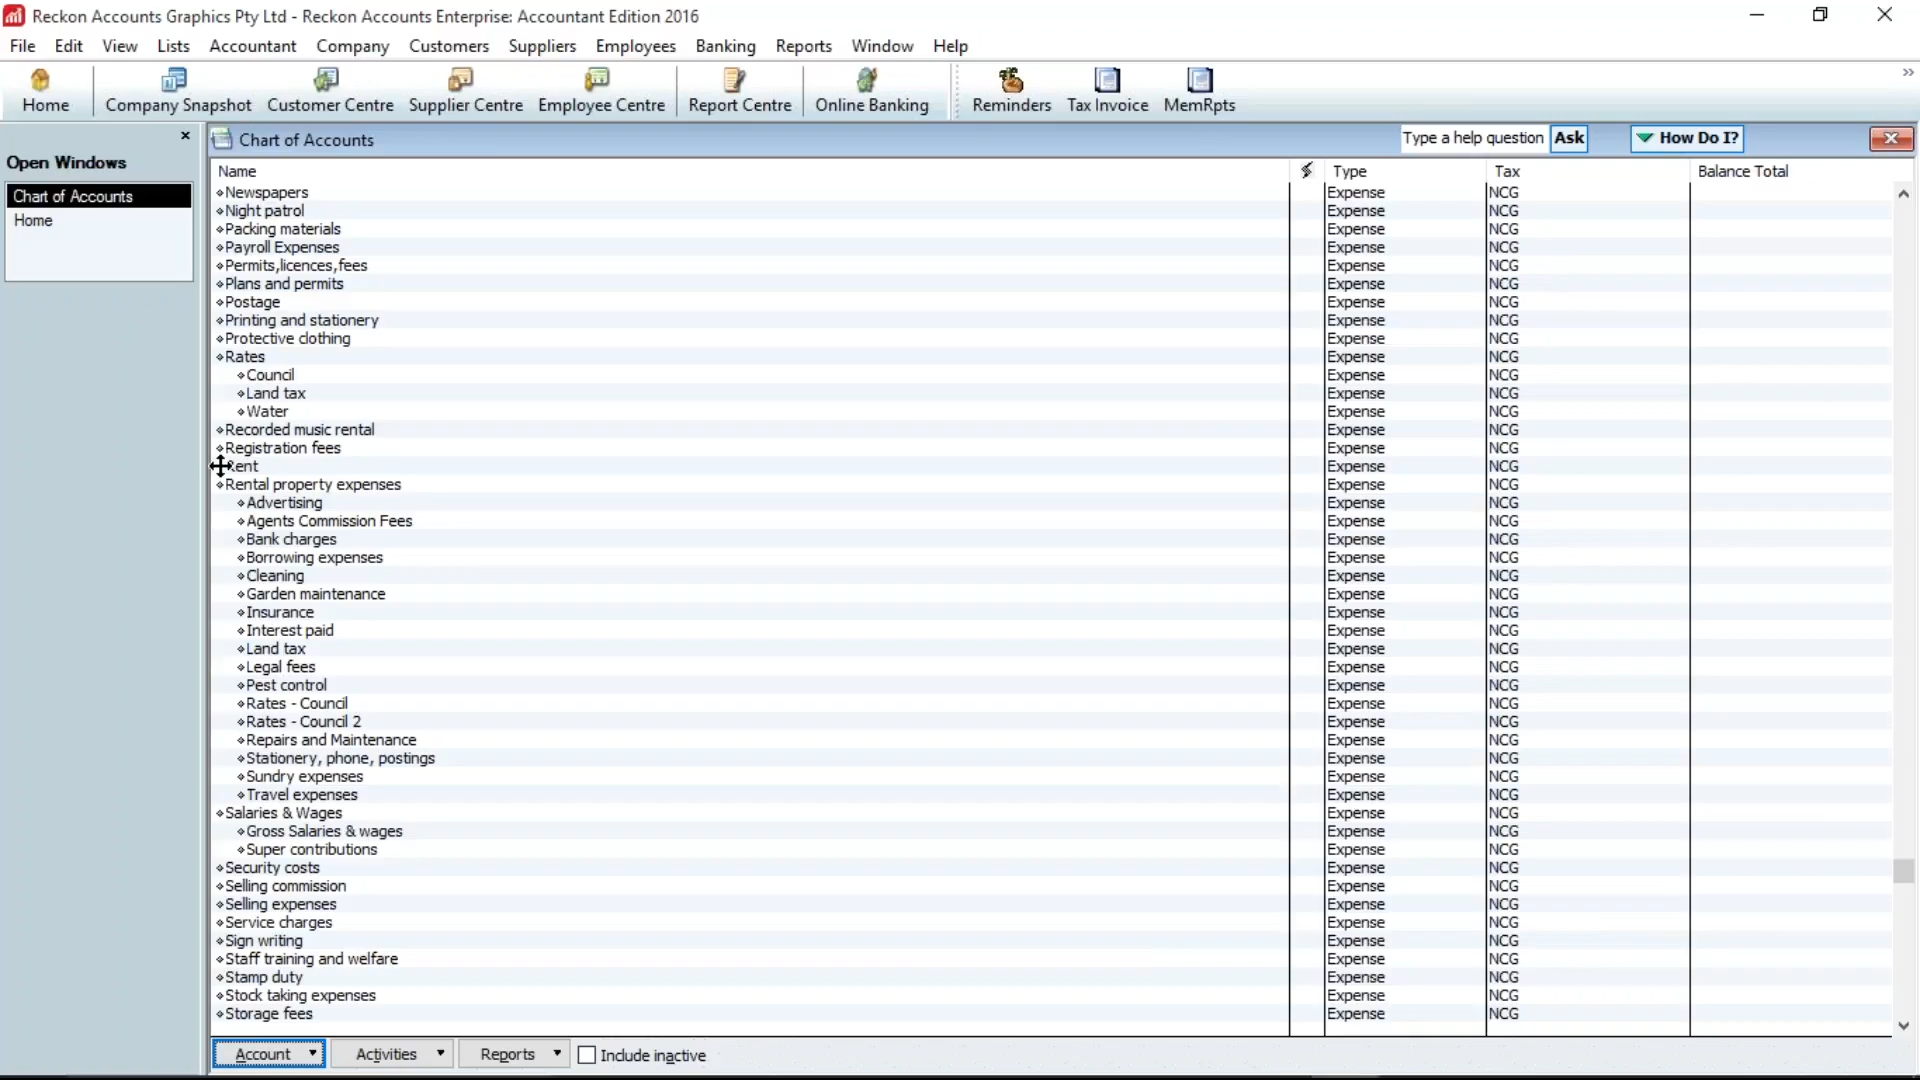 Reckon Accounts Graphics Pty Ltd - Reckon Accounts Enterprise: Accountant Edition 2016
File Edit View Lists Accountant Company Customers Suppliers Employees Banking Reports Window Help
Home Company Snapshot Customer Centre Supplier Centre Employee Centre Report Centre Online Banking Reminders Tax Invoice MemRpts
Open Windows
Chart of Accounts
Home
Chart of Accounts Type a help question Ask How Do I?
Name Type Tax Balance Total
Newspapers Expense NCG
Night patrol Expense NCG
Packing materials Expense NCG
Payroll Expenses Expense NCG
Permits,licences,fees Expense NCG
Plans and permits Expense NCG
Postage Expense NCG
Printing and stationery Expense NCG
Protective clothing Expense NCG
Rates Expense NCG
Council Expense NCG
Land tax Expense NCG
Water Expense NCG
Recorded music rental Expense NCG
Registration fees Expense NCG
Rent Expense NCG
Rental property expenses Expense NCG
Advertising Expense NCG
Agents Commission Fees Expense NCG
Bank charges Expense NCG
Borrowing expenses Expense NCG
Cleaning Expense NCG
Garden maintenance Expense NCG
Insurance Expense NCG
Interest paid Expense NCG
Land tax Expense NCG
Legal fees Expense NCG
Pest control Expense NCG
Rates - Council Expense NCG
Rates - Council 2 Expense NCG
Repairs and Maintenance Expense NCG
Stationery, phone, postings Expense NCG
Sundry expenses Expense NCG
Travel expenses Expense NCG
Salaries & Wages Expense NCG
Gross Salaries & wages Expense NCG
Super contributions Expense NCG
Security costs Expense NCG
Selling commission Expense NCG
Selling expenses Expense NCG
Service charges Expense NCG
Sign writing Expense NCG
Staff training and welfare Expense NCG
Stamp duty Expense NCG
Stock taking expenses Expense NCG
Storage fees Expense NCG
Account Activities Reports Include inactive